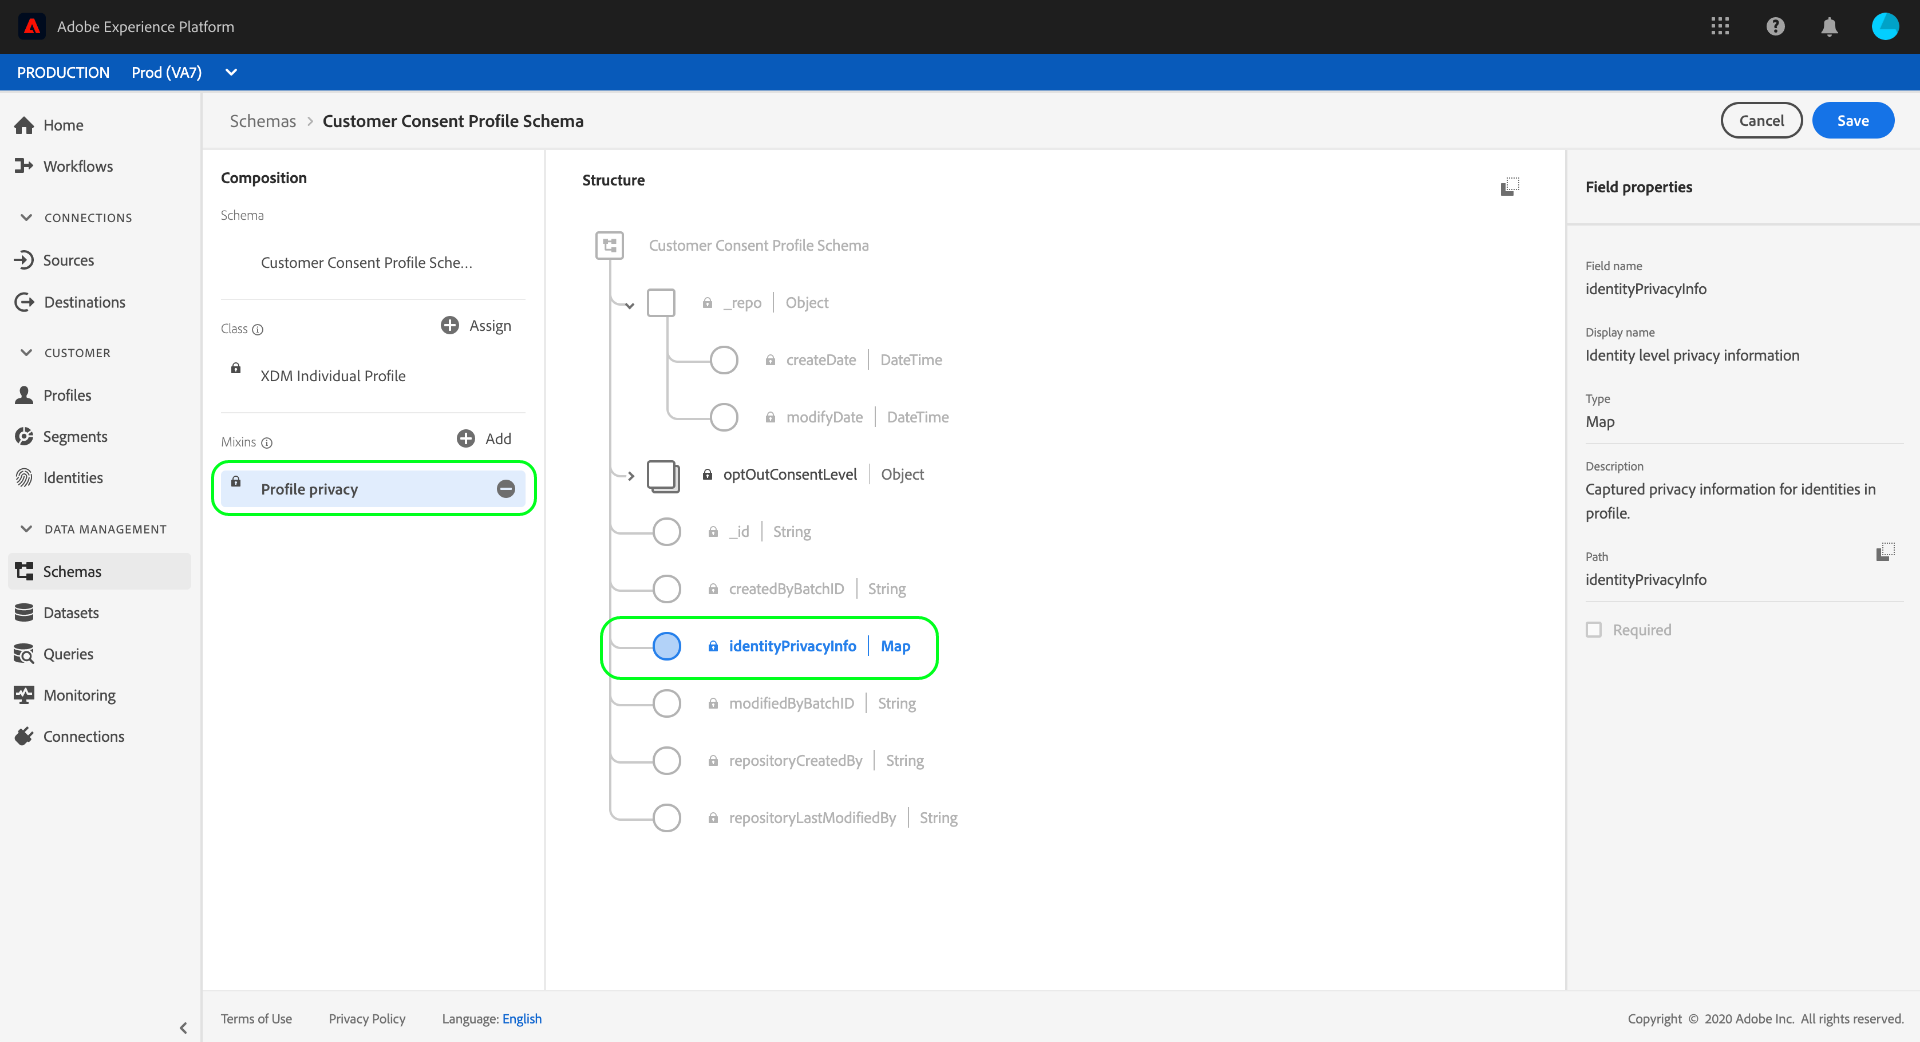 Adobe Experience Platform
PRODUCTION Prod (VA7)
Home
Workflows
CONNECTIONS
Sources
Destinations
CUSTOMER
Profiles
Segments
Identities
DATA MANAGEMENT
Schemas
Datasets
Queries
Monitoring
Connections
Schemas > Customer Consent Profile Schema
Cancel
Save
Composition
Schema
Customer Consent Profile Sche...
Class
Assign
XDM Individual Profile
Mixins
Add
Profile privacy
Structure
Customer Consent Profile Schema
_repo | Object
createDate | DateTime
modifyDate | DateTime
optOutConsentLevel | Object
_id | String
createdByBatchID | String
identityPrivacyInfo | Map
modifiedByBatchID | String
repositoryCreatedBy | String
repositoryLastModifiedBy | String
Field properties
Field name
identityPrivacyInfo
Display name
Identity level privacy information
Type
Map
Description
Captured privacy information for identities in
profile.
Path
identityPrivacyInfo
Required
Terms of Use Privacy Policy Language: English
Copyright © 2020 Adobe Inc. All rights reserved.